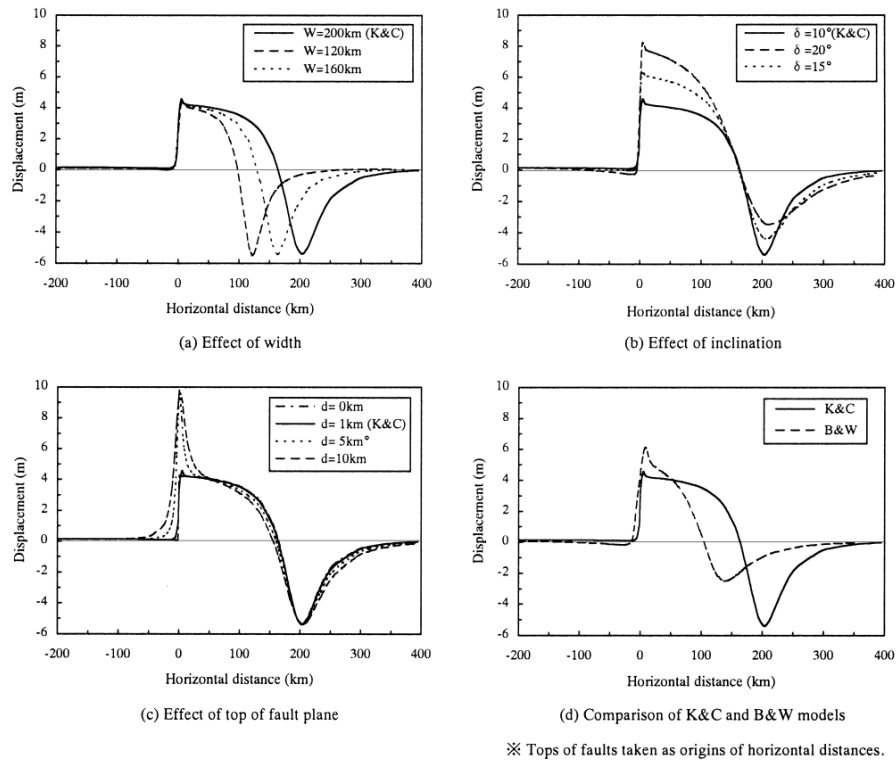 10
8
6
4
2
0
-2
-4
-6
Displacement (m)
W=200km (K&C)
W=120km
W=160km
-200 -100 0 100 200 300 400
Horizontal distance (km)
(a) Effect of width
10
8
6
4
2
0
-2
-4
-6
Displacement (m)
δ =10°(K&C)
δ =20°
δ =15°
-200 -100 0 100 200 300 400
Horizontal distance (km)
(b) Effect of inclination
10
8
6
4
2
0
-2
-4
-6
Displacement (m)
d= 0km
d= 1km (K&C)
d= 5km°
d=10km
-200 -100 0 100 200 300 400
Horizontal distance (km)
(c) Effect of top of fault plane
10
8
6
4
2
0
-2
-4
-6
Displacement (m)
K&C
B&W
-200 -100 0 100 200 300 400
Horizontal distance (km)
(d) Comparison of K&C and B&W models
※ Tops of faults taken as origins of horizontal distances.